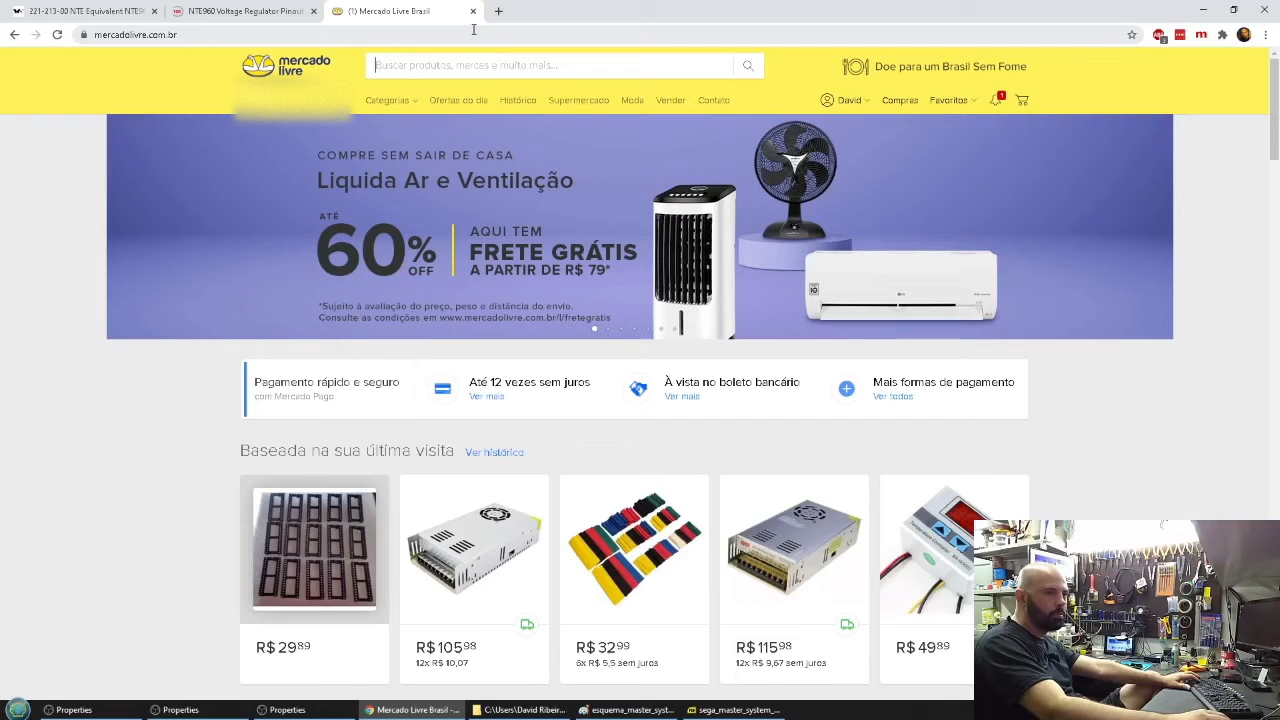 221-213-00 NTE Equivalent NTE96
NTE960 Voltage Regulator Pinout
(1) Mercado Livre Brasil
mercadolivre.com.br
mercado
livre
Buscar produtos, marcas e muito mais...
Doe para um Brasil Sem Fome
Categorias
Ofertas do dia
Histórico
Supermercado
Moda
Vender
Contato
David
Compras
Favoritos
1
COMPRE SEM SAIR DE CASA
Liquida Ar e Ventilação
ATÉ
60%
OFF
AQUI TEM
FRETE GRÁTIS
A PARTIR DE R$ 79*
*Sujeito à avaliação do preço, peso e distância do envio.
Consulte as condições em www.mercadolivre.com.br/l/fretegratis
Pagamento rápido e seguro
com Mercado Pago
Até 12 vezes sem juros
Ver mais
À vista no boleto bancário
Ver mais
Mais formas de pagamento
Ver todos
Baseada na sua última visita
Ver histórico
R$ 29 89
R$ 105 98
12x R$ 10,07
R$ 32 99
6x R$ 5,5 sem juros
R$ 115 98
12x R$ 9,67 sem juros
R$ 49 89
Properties
Properties
Properties
Mercado Livre Brasil -...
C:\Users\David Ribeir...
esquema_master_syst...
sega_master_system_...